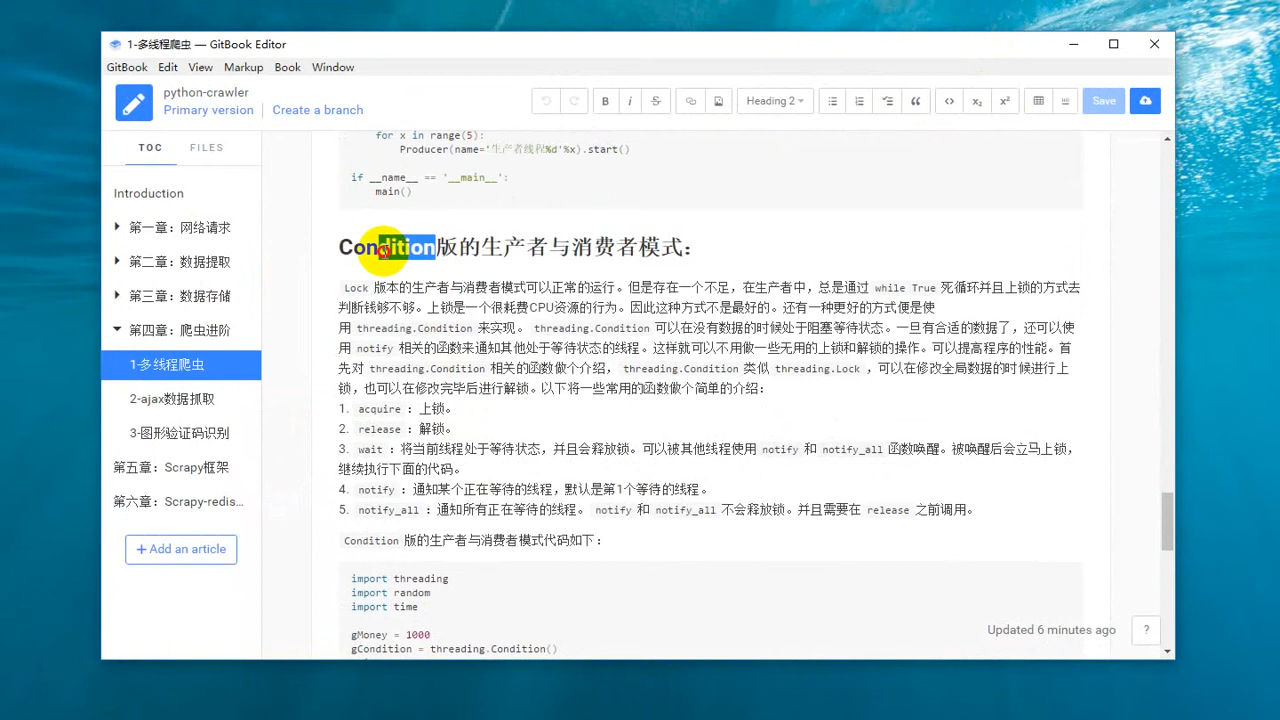 1-多线程爬虫 — GitBook Editor
GitBook Edit View Markup Book Window
python-crawler
Primary version Create a branch
B i S Heading 2 x₂ x² Save
TOC FILES
Introduction
第一章：网络请求
第二章：数据提取
第三章：数据存储
第四章：爬虫进阶
1-多线程爬虫
2-ajax数据抓取
3-图形验证码识别
第五章：Scrapy框架
第六章：Scrapy-redis...
+ Add an article
for x in range(5):
Producer(name='生产者线程%d'%x).start()
if __name__ == '__main__':
main()
Condition版的生产者与消费者模式：
Lock 版本的生产者与消费者模式可以正常的运行。但是存在一个不足，在生产者中，总是通过 while True 死循环并且上锁的方式去
判断钱够不够。上锁是一个很耗费CPU资源的行为。因此这种方式不是最好的。还有一种更好的方式便是使
用 threading.Condition 来实现。 threading.Condition 可以在没有数据的时候处于阻塞等待状态。一旦有合适的数据了，还可以使
用 notify 相关的函数来通知其他处于等待状态的线程。这样就可以不用做一些无用的上锁和解锁的操作。可以提高程序的性能。首
先对 threading.Condition 相关的函数做个介绍， threading.Condition 类似 threading.Lock ，可以在修改全局数据的时候进行上
锁，也可以在修改完毕后进行解锁。以下将一些常用的函数做个简单的介绍：
1. acquire ：上锁。
2. release ：解锁。
3. wait ：将当前线程处于等待状态，并且会释放锁。可以被其他线程使用 notify 和 notify_all 函数唤醒。被唤醒后会立马上锁，
继续执行下面的代码。
4. notify ：通知某个正在等待的线程，默认是第1个等待的线程。
5. notify_all ：通知所有正在等待的线程。 notify 和 notify_all 不会释放锁。并且需要在 release 之前调用。
Condition 版的生产者与消费者模式代码如下：
import threading
import random
import time
gMoney = 1000
gCondition = threading.Condition()
Updated 6 minutes ago ?